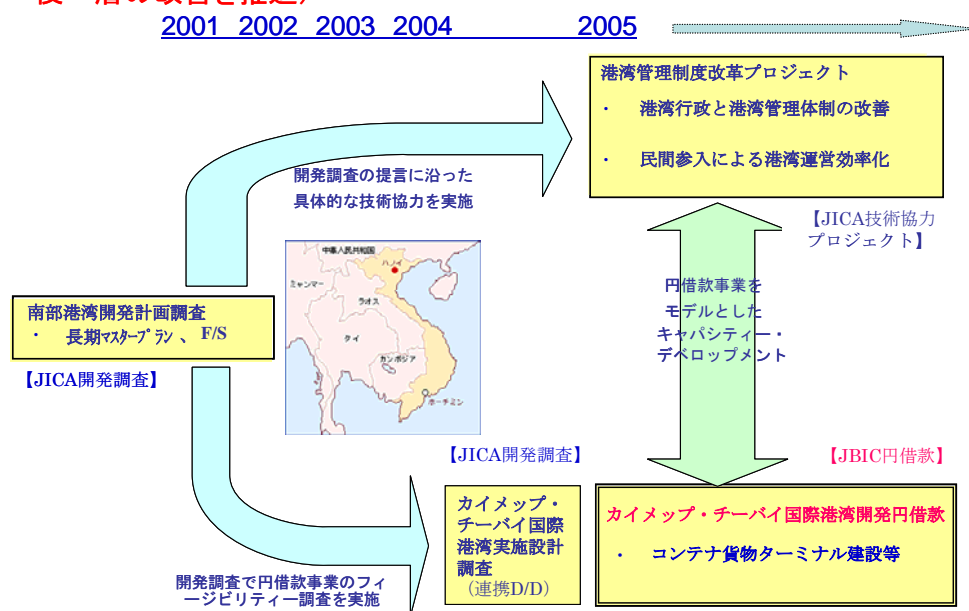 後一層の改善を推進)
2001 2002 2003 2004 2005
港湾管理制度改革プロジェクト
・ 港湾行政と港湾管理体制の改善
・ 民間参入による港湾運営効率化
【JICA技術協力
プロジェクト】
開発調査の提言に沿った
具体的な技術協力を実施
中華人民共和国
ハノイ
ミャンマー
ラオス
タイ
カンボジア
ホーチミン
円借款事業を
モデルとした
キャパシティー・
デベロップメント
南部港湾開発計画調査
・ 長期マスタープラン 、 F/S
【JICA開発調査】
【JICA開発調査】
カイメップ・
チーバイ国際
港湾実施設計
調査
(連携D/D)
【JBIC円借款】
カイメップ・チーバイ国際港湾開発円借款
・ コンテナ貨物ターミナル建設等
開発調査で円借款事業のフィ
ージビリティー調査を実施